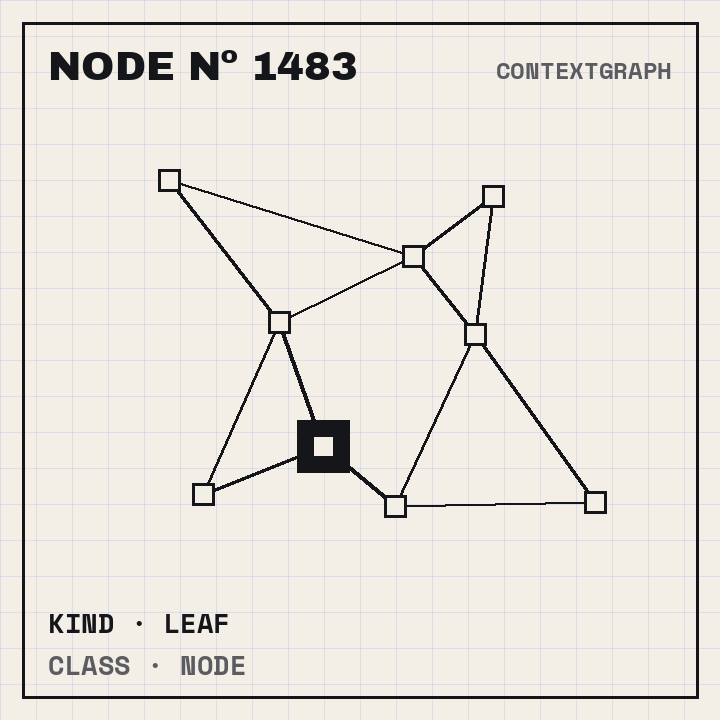 NODE Nº 1483
CONTEXTGRAPH
KIND · LEAF
CLASS · NODE